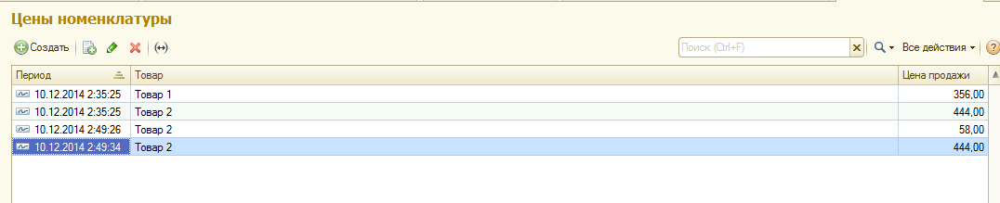 Цены номенклатуры
Создать Поиск (Ctrl+F) Все действия
Период Товар Цена продажи
10.12.2014 2:35:25 Товар 1 356,00
10.12.2014 2:35:25 Товар 2 444,00
10.12.2014 2:49:26 Товар 2 58,00
10.12.2014 2:49:34 Товар 2 444,00